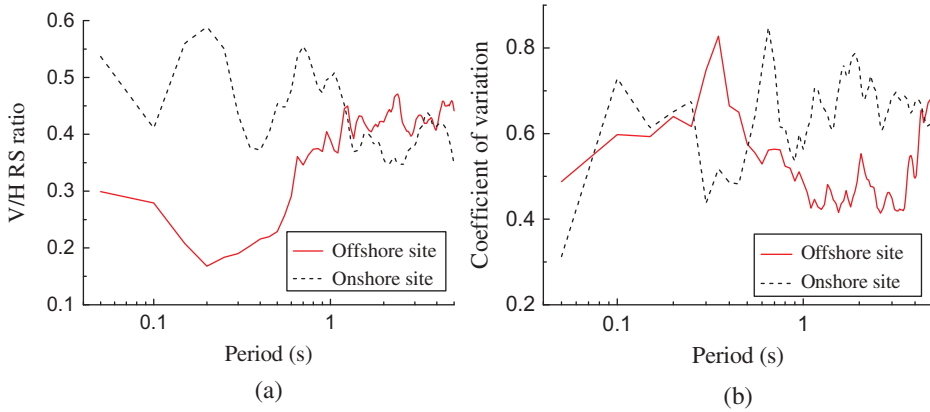 V/H RS ratio
0.6
0.5
0.4
0.3
0.2
0.1
0.1
1
Offshore site
Onshore site
Period (s)
(a)
Coefficient of variation
0.8
0.6
0.4
0.2
0.1
1
Offshore site
Onshore site
Period (s)
(b)